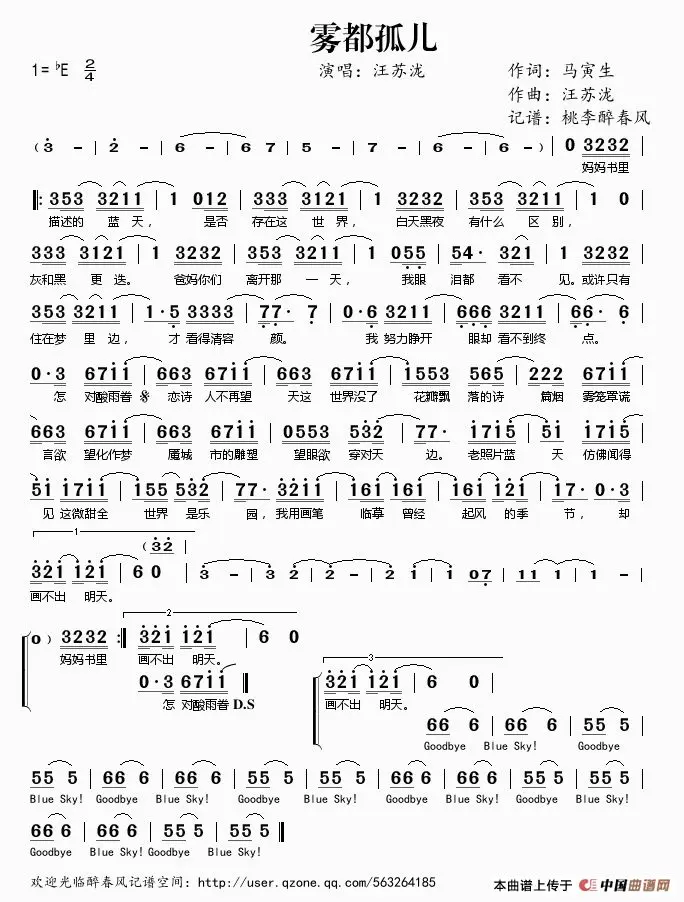 雾都孤儿
1=♭E 2/4 演唱：汪苏泷 作词：马寅生
作曲：汪苏泷
记谱：桃李醉春风
( 3 - | 2 - | 6 - | 6 7 | 5 - | 7 - | 6 - | 6 - ) | 0 3232 |
妈妈书里
‖: 353 3211 | 1 012 | 333 3121 | 1 3232 | 353 3211 | 1 0 |
描述的 蓝天， 是否 存在这 世界， 白天黑夜 有什么 区别，
333 3121 | 1 3232 | 353 3211 | 1 055 | 54· 321 | 1 3232 |
灰和黑 更迭。 爸妈你们 离开那 一天， 我眼 泪都 看不 见。或许只有
353 3211 | 1·5 3333 | 77· 7 | 0·6 3211 | 666 3211 | 66· 6 |
住在梦 里边， 才 看得清容 颜。 我 努力睁开 眼却 看不到终 点。
0·3 6711 | 663 6711 | 663 6711 | 1553 565 | 222 6711 |
怎 对酸雨眷 𝄋 恋诗 人不再望 天这 世界没了 花瓣飘 落的诗 篇烟 雾笼罩谎
663 6711 | 663 6711 | 0553 532 | 77· 1715 | 51 1711 |
言欲 望化作梦 魇城 市的雕塑 望眼欲 穿对天 边。 老照片蓝 天 仿佛闻得
51 1711 | 155 532 | 77· 3211 | 116 1116 | 116 1121 | 17· 0·3 |
见 这微甜全 世界 是乐 园，我用画笔 临摹 曾经 起风 的季 节， 却
1
(32
321 121 | 6 0 | 3 - | 3 2 | 2 - | 2 1 | 1 07 | 11 1 | 1 - |
画不出 明天。
0 ) 3232 :‖ 2 321 121 | 6 0
妈妈书里 画不出 明天。
0·3 6711 ‖ 3 321 121 | 6 0 |
怎 对酸雨眷 D.S 画不出 明天。
66 6 | 66 6 | 55 5
Goodbye Blue Sky! Goodbye
55 5 | 66 6 | 66 6 | 55 5 | 55 5 | 66 6 | 66 6 | 55 5 | 55 5 |
Blue Sky! Goodbye Blue Sky! Goodbye Blue Sky! Goodbye Blue Sky! Goodbye Blue Sky!
66 6 | 66 6 | 55 5 | 66 6 ‖
Goodbye Blue Sky! Goodbye Blue Sky!
欢迎光临醉春风记谱空间：http://user.qzone.qq.com/563264185 本曲谱上传于 中国曲谱网